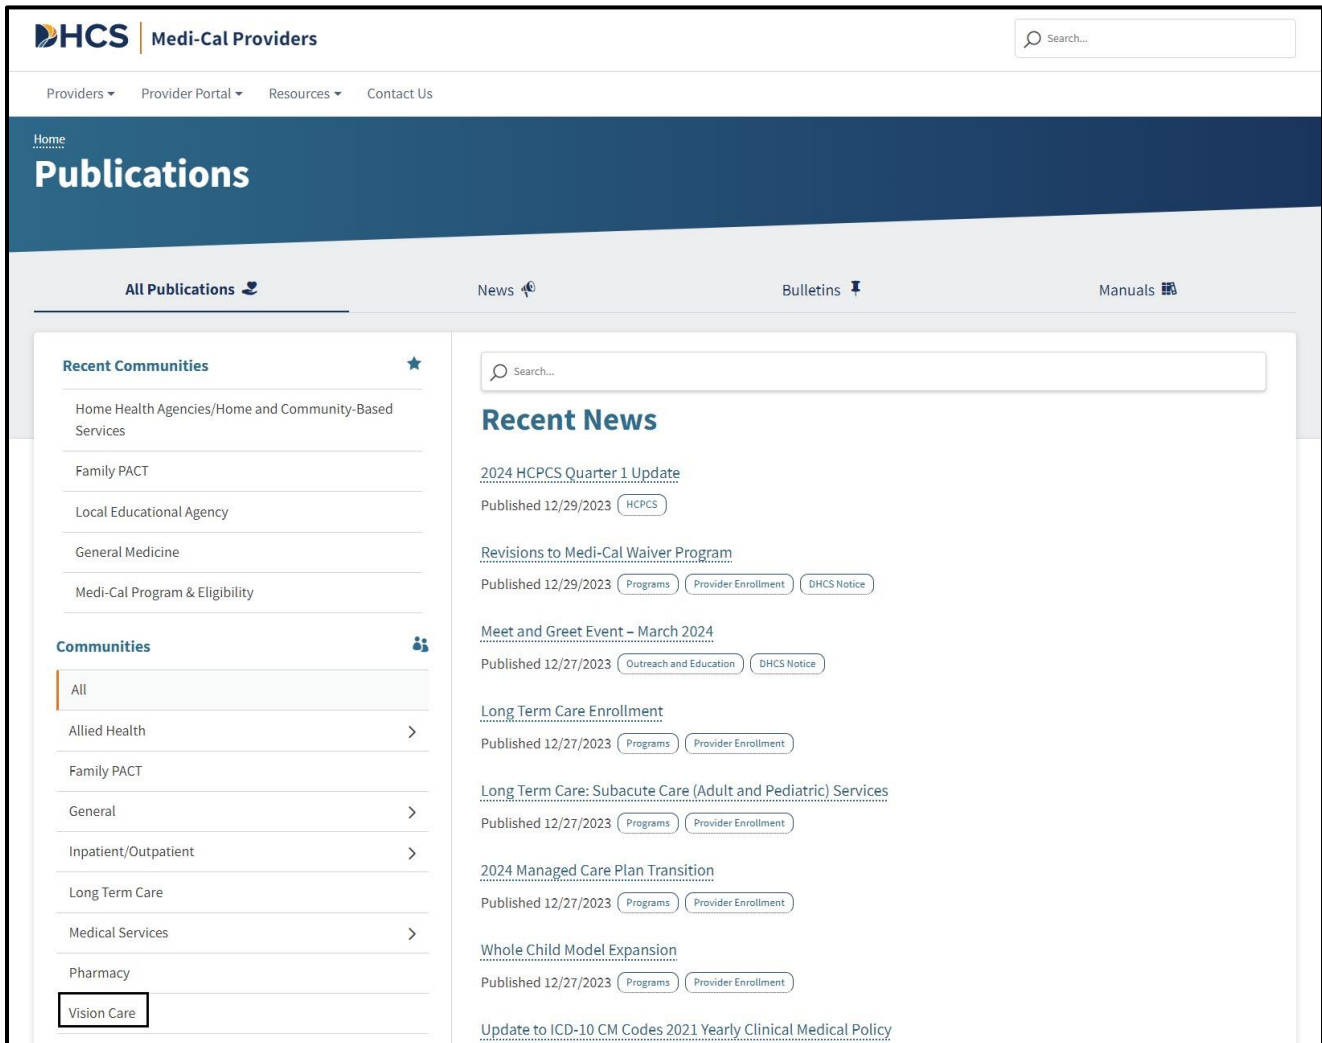 DHCS Medi-Cal Providers
Search...
Providers Provider Portal Resources Contact Us
Home
Publications
All Publications News Bulletins Manuals
Recent Communities
Home Health Agencies/Home and Community-Based
Services
Family PACT
Local Educational Agency
General Medicine
Medi-Cal Program & Eligibility
Communities
All
Allied Health
Family PACT
General
Inpatient/Outpatient
Long Term Care
Medical Services
Pharmacy
Vision Care
Search...
Recent News
2024 HCPCS Quarter 1 Update
Published 12/29/2023 HCPCS
Revisions to Medi-Cal Waiver Program
Published 12/29/2023 Programs Provider Enrollment DHCS Notice
Meet and Greet Event – March 2024
Published 12/27/2023 Outreach and Education DHCS Notice
Long Term Care Enrollment
Published 12/27/2023 Programs Provider Enrollment
Long Term Care: Subacute Care (Adult and Pediatric) Services
Published 12/27/2023 Programs Provider Enrollment
2024 Managed Care Plan Transition
Published 12/27/2023 Programs Provider Enrollment
Whole Child Model Expansion
Published 12/27/2023 Programs Provider Enrollment
Update to ICD-10 CM Codes 2021 Yearly Clinical Medical Policy